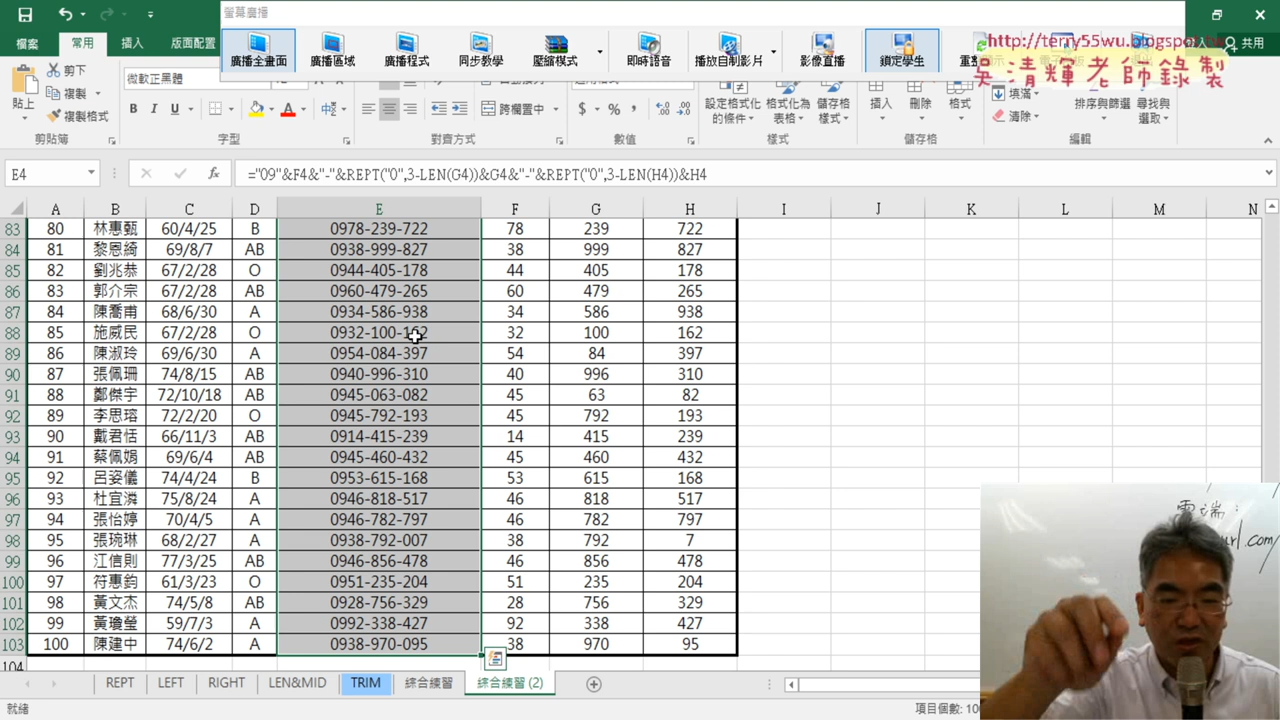 螢幕廣播
廣播全畫面 廣播區域 廣播程式 同步教學 壓縮模式 即時語音 播放自製影片 影像直播 鎖定學生
http://terry55wu.blogspot.tw
吳清輝老師錄製
檔案 常用 插入 版面配置 共用
貼上 剪下 複製 複製格式 微軟正黑體 B I U 中 跨欄置中 $ % , 設定格式化的條件 格式化為表格 儲存格樣式 插入 刪除 格式 填滿 清除 排序與篩選 尋找與選取
剪貼簿 字型 對齊方式 數值 樣式 儲存格 編輯
E4 fx ="09"&F4&"-"&REPT("0",3-LEN(G4))&G4&"-"&REPT("0",3-LEN(H4))&H4
A B C D E F G H I J K L M N
83 80 林惠甄 60/4/25 B 0978-239-722 78 239 722
84 81 黎恩綺 69/8/7 AB 0938-999-827 38 999 827
85 82 劉兆恭 67/2/28 O 0944-405-178 44 405 178
86 83 郭介宗 67/2/28 AB 0960-479-265 60 479 265
87 84 陳喬甫 68/6/30 A 0934-586-938 34 586 938
88 85 施威民 67/2/28 O 0932-100-162 32 100 162
89 86 陳淑玲 69/6/30 A 0954-084-397 54 84 397
90 87 張佩珊 74/8/15 AB 0940-996-310 40 996 310
91 88 鄭傑宇 72/10/18 AB 0945-063-082 45 63 82
92 89 李思瑢 72/2/20 O 0945-792-193 45 792 193
93 90 戴君恬 66/11/3 AB 0914-415-239 14 415 239
94 91 蔡佩娟 69/6/4 AB 0945-460-432 45 460 432
95 92 呂姿儀 74/4/24 B 0953-615-168 53 615 168
96 93 杜宜潾 75/8/24 A 0946-818-517 46 818 517
97 94 張怡婷 70/4/5 A 0946-782-797 46 782 797
98 95 張琬琳 68/2/27 A 0938-792-007 38 792 7
99 96 江信則 77/3/25 AB 0946-856-478 46 856 478
100 97 符惠鈞 61/3/23 O 0951-235-204 51 235 204
101 98 黃文杰 74/5/8 AB 0928-756-329 28 756 329
102 99 黃瓊瑩 59/7/3 A 0992-338-427 92 338 427
103 100 陳建中 74/6/2 A 0938-970-095 38 970 95
104
雲端:
url.com/
REPT LEFT RIGHT LEN&MID TRIM 綜合練習 綜合練習 (2)
就緒 項目個數: 10